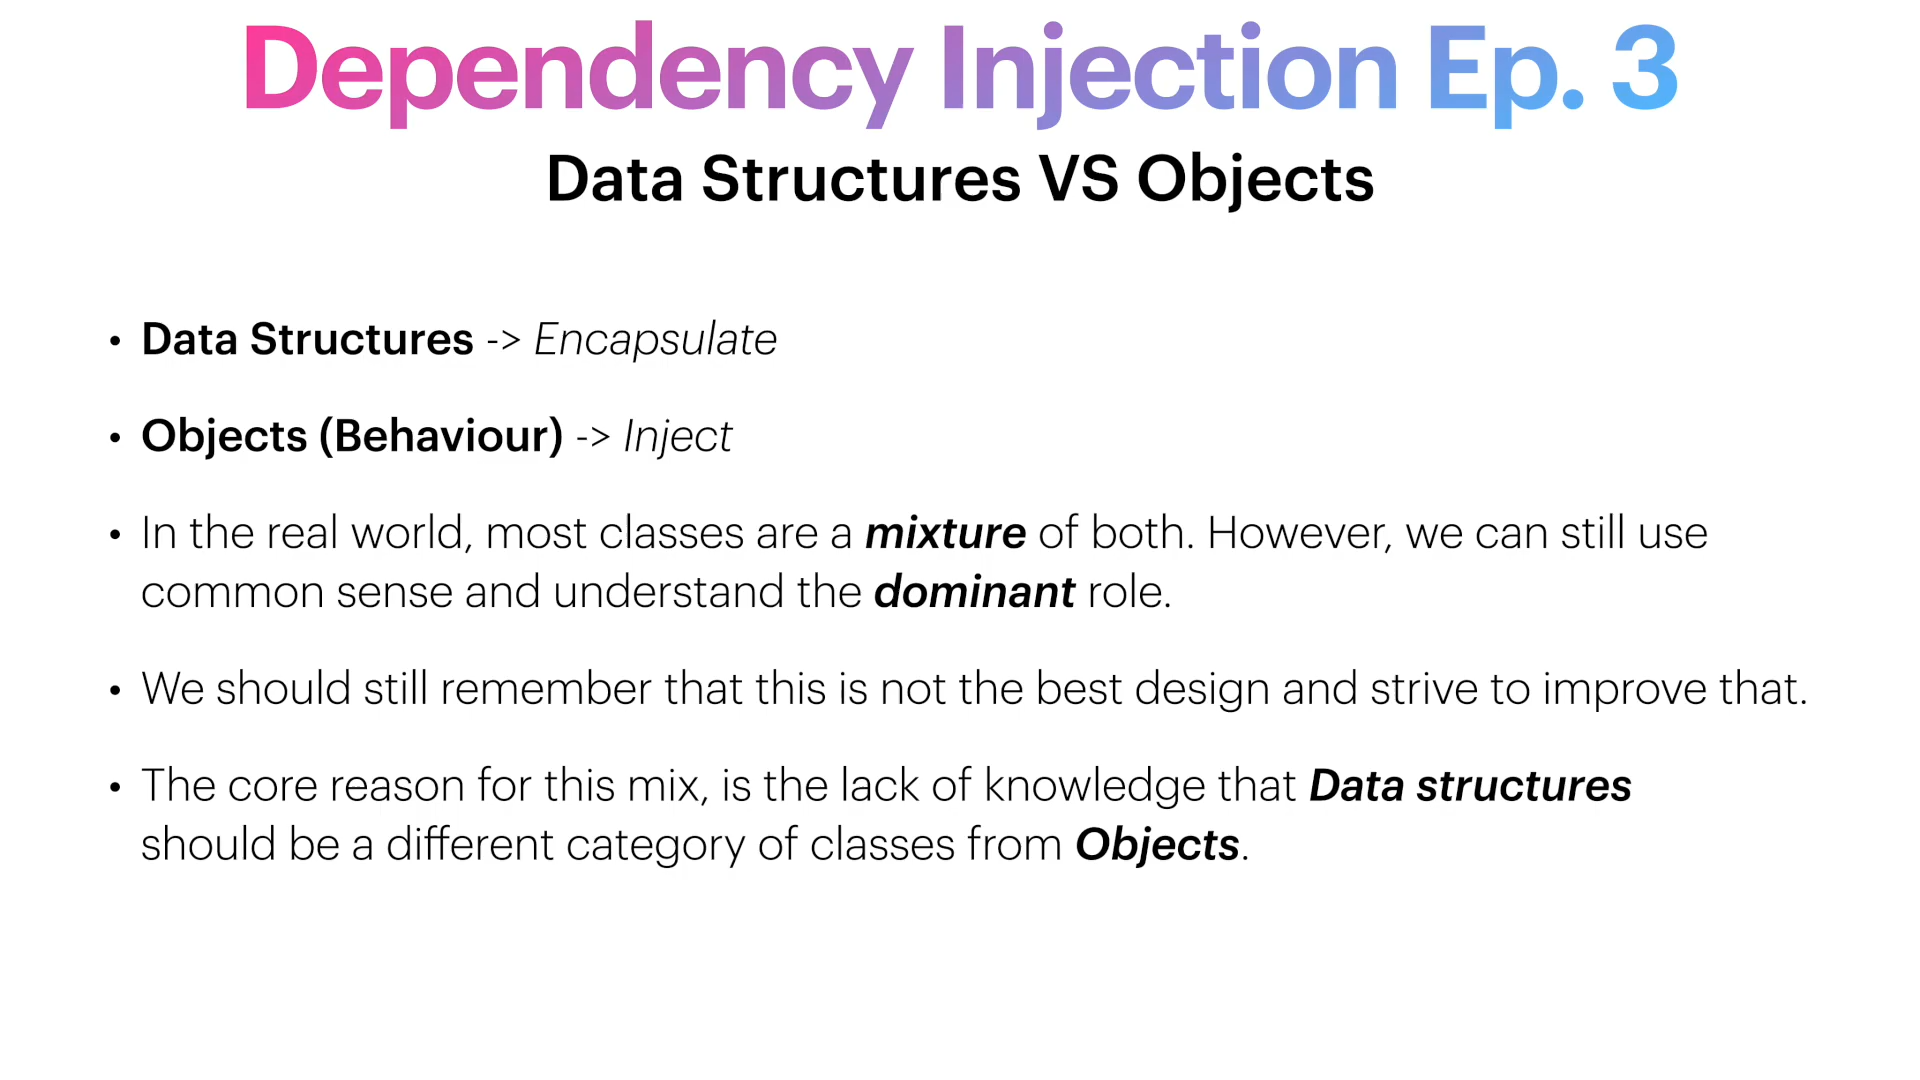 Dependency Injection Ep. 3
Data Structures VS Objects
• Data Structures -> Encapsulate
• Objects (Behaviour) -> Inject
• In the real world, most classes are a mixture of both. However, we can still use
common sense and understand the dominant role.
• We should still remember that this is not the best design and strive to improve that.
• The core reason for this mix, is the lack of knowledge that Data structures
should be a different category of classes from Objects.